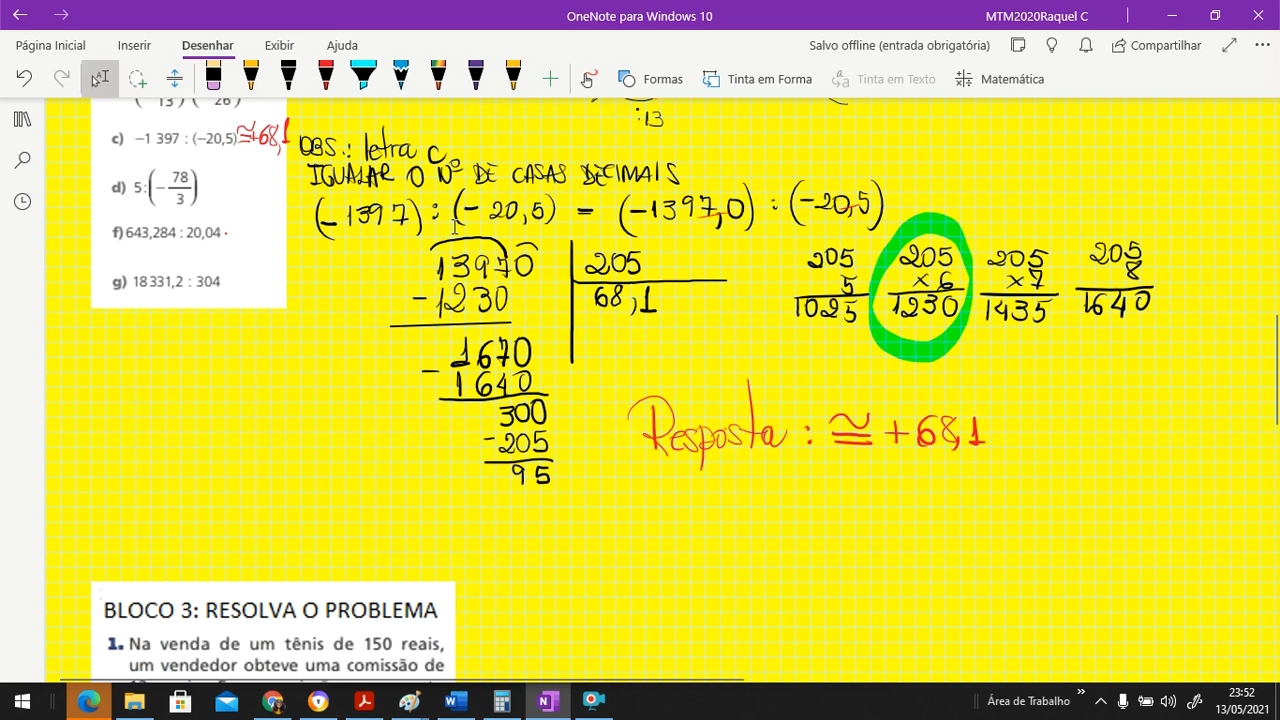 OneNote para Windows 10
MTM2020Raquel C
Página Inicial
Inserir
Desenhar
Exibir
Ajuda
Salvo offline (entrada obrigatória)
Compartilhar
Formas
Tinta em Forma
Tinta em Texto
Matemática
13
26
c) −1 397 : (−20,5) ≅+68,1
d) 5:(−78/3)
f) 643,284 : 20,04
g) 18 331,2 : 304
:13
OBS.: letra c
IGUALAR O Nº DE CASAS DECIMAIS
(−1397) : (−20,5) = (−1397,0) : (−20,5)
13970 205
−1230 68,1
1670
−1640
300
−205
95
205
5
1025
205
×6
1230
205
×7
1435
205
8
1640
Resposta : ≅ +68,1
BLOCO 3: RESOLVA O PROBLEMA
1. Na venda de um tênis de 150 reais,
um vendedor obteve uma comissão de
Área de Trabalho
23:52
13/05/2021